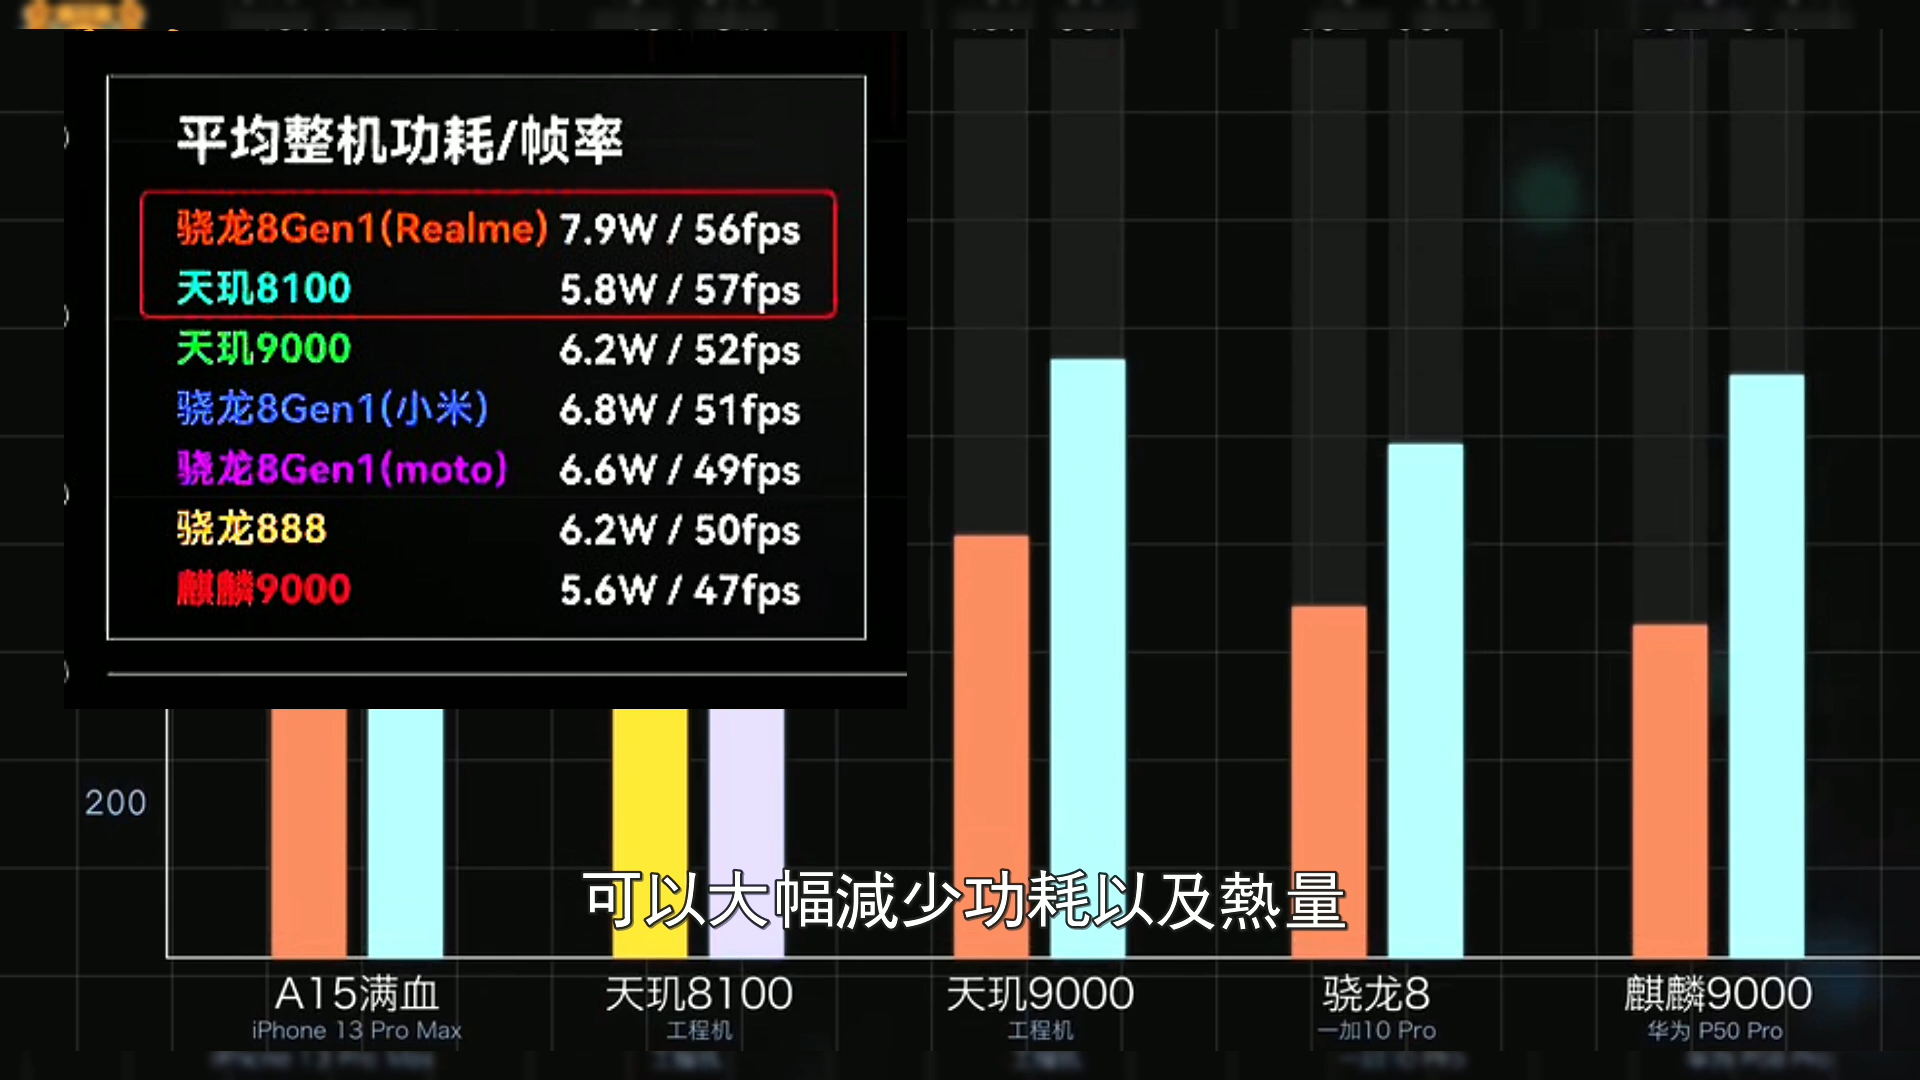 平均整机功耗/帧率
骁龙8Gen1(Realme) 7.9W / 56fps
天玑8100 5.8W / 57fps
天玑9000 6.2W / 52fps
骁龙8Gen1(小米) 6.8W / 51fps
骁龙8Gen1(moto) 6.6W / 49fps
骁龙888 6.2W / 50fps
麒麟9000 5.6W / 47fps
200
可以大幅減少功耗以及熱量
A15满血 天玑8100 天玑9000 骁龙8 麒麟9000
iPhone 13 Pro Max 工程机 工程机 一加10 Pro 华为 P50 Pro